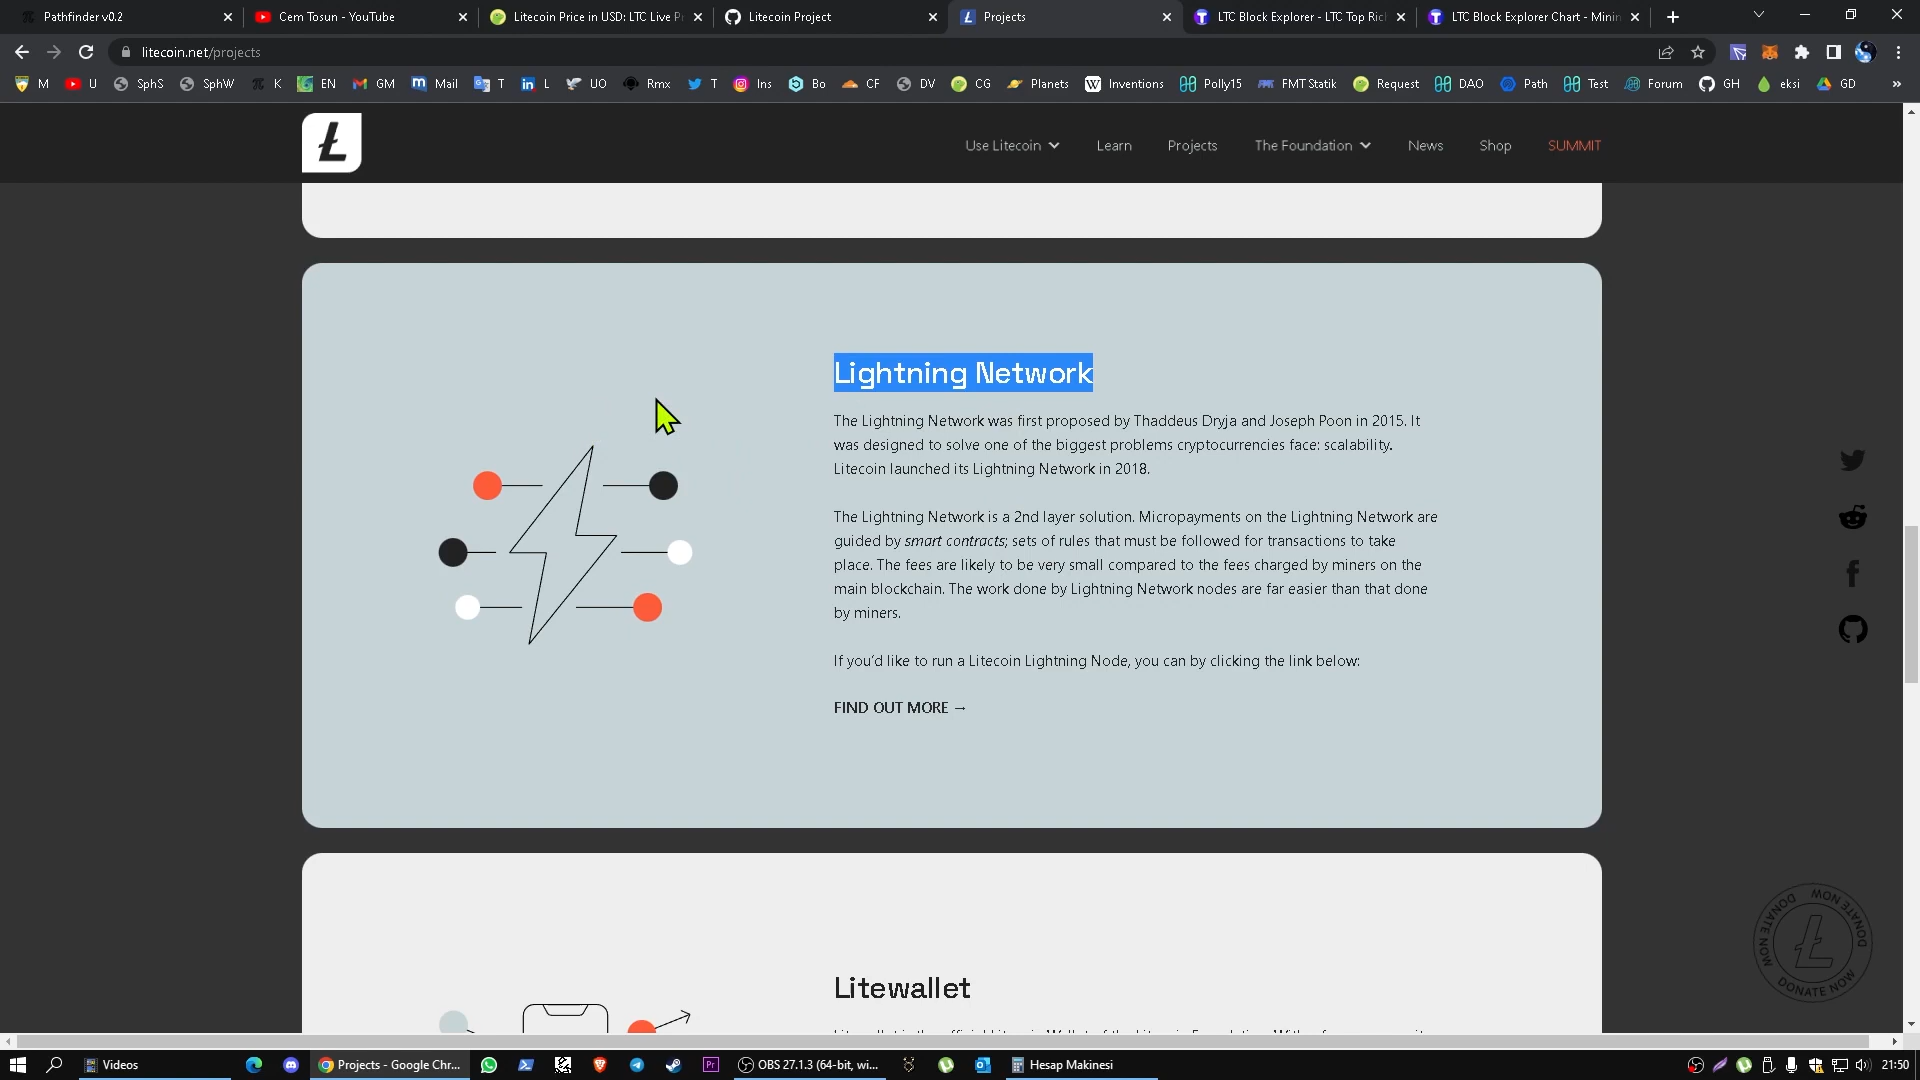 Pathfinder v0.2
Cem Tosun - YouTube
Litecoin Price in USD: LTC Live P
Litecoin Project
Projects
LTC Block Explorer - LTC Top Ric
LTC Block Explorer Chart - Minin
litecoin.net/projects
M U SphS SphW K EN GM Mail T L UO Rmx T Ins Bo CF DV CG Planets Inventions Polly15 FMT Statik Request DAO Path Test Forum GH eksi GD »
Use Litecoin Learn Projects The Foundation News Shop SUMMIT
Lightning Network
The Lightning Network was first proposed by Thaddeus Dryja and Joseph Poon in 2015. It
was designed to solve one of the biggest problems cryptocurrencies face: scalability.
Litecoin launched its Lightning Network in 2018.
The Lightning Network is a 2nd layer solution. Micropayments on the Lightning Network are
guided by smart contracts; sets of rules that must be followed for transactions to take
place. The fees are likely to be very small compared to the fees charged by miners on the
main blockchain. The work done by Lightning Network nodes are far easier than that done
by miners.
If you'd like to run a Litecoin Lightning Node, you can by clicking the link below:
FIND OUT MORE →
DONATE NOW DONATE NOW DONATE NOW
Litewallet
Videos
Projects - Google Chr...
OBS 27.1.3 (64-bit, wi...
Hesap Makinesi
21:50